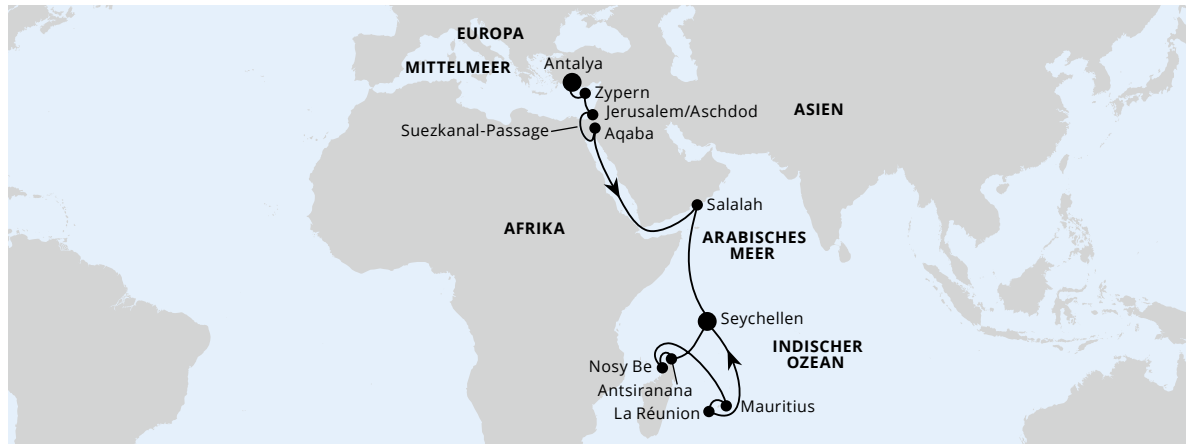 EUROPA
MITTELMEER
Antalya
Zypern
Jerusalem/Aschdod
Suezkanal-Passage
Aqaba
ASIEN
Salalah
AFRIKA
ARABISCHES
MEER
Seychellen
INDISCHER
OZEAN
Nosy Be
Antsiranana
La Réunion
Mauritius